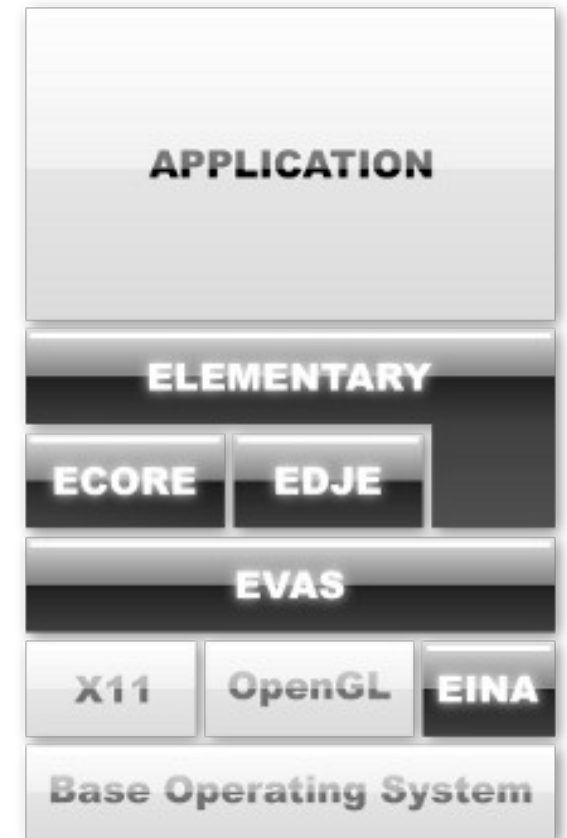 APPLICATION
ELEMENTARY
ECORE EDJE
EVAS
X11 OpenGL EINA
Base Operating System